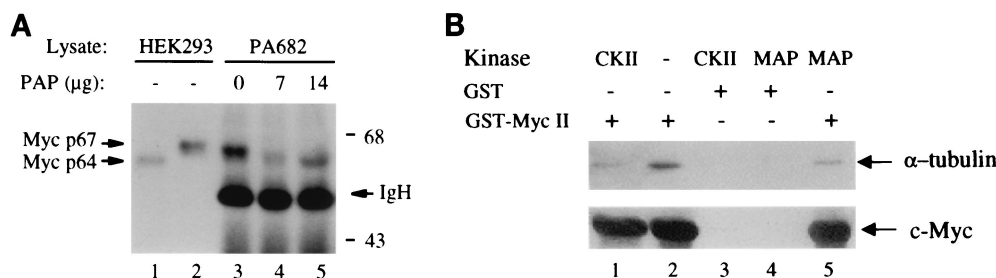 A
Lysate: HEK293 PA682
PAP (µg): - - 0 7 14
Myc p67
Myc p64
68
IgH
43
1 2 3 4 5
B
Kinase CKII - CKII MAP MAP
GST - - + + -
GST-Myc II + + - - +
α-tubulin
c-Myc
1 2 3 4 5